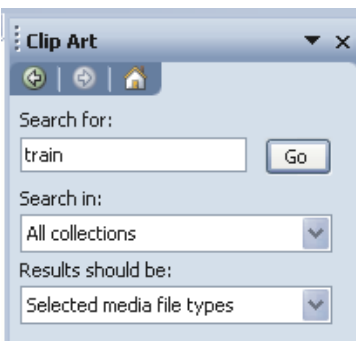 Clip Art
Search for:
train
Go
Search in:
All collections
Results should be:
Selected media file types